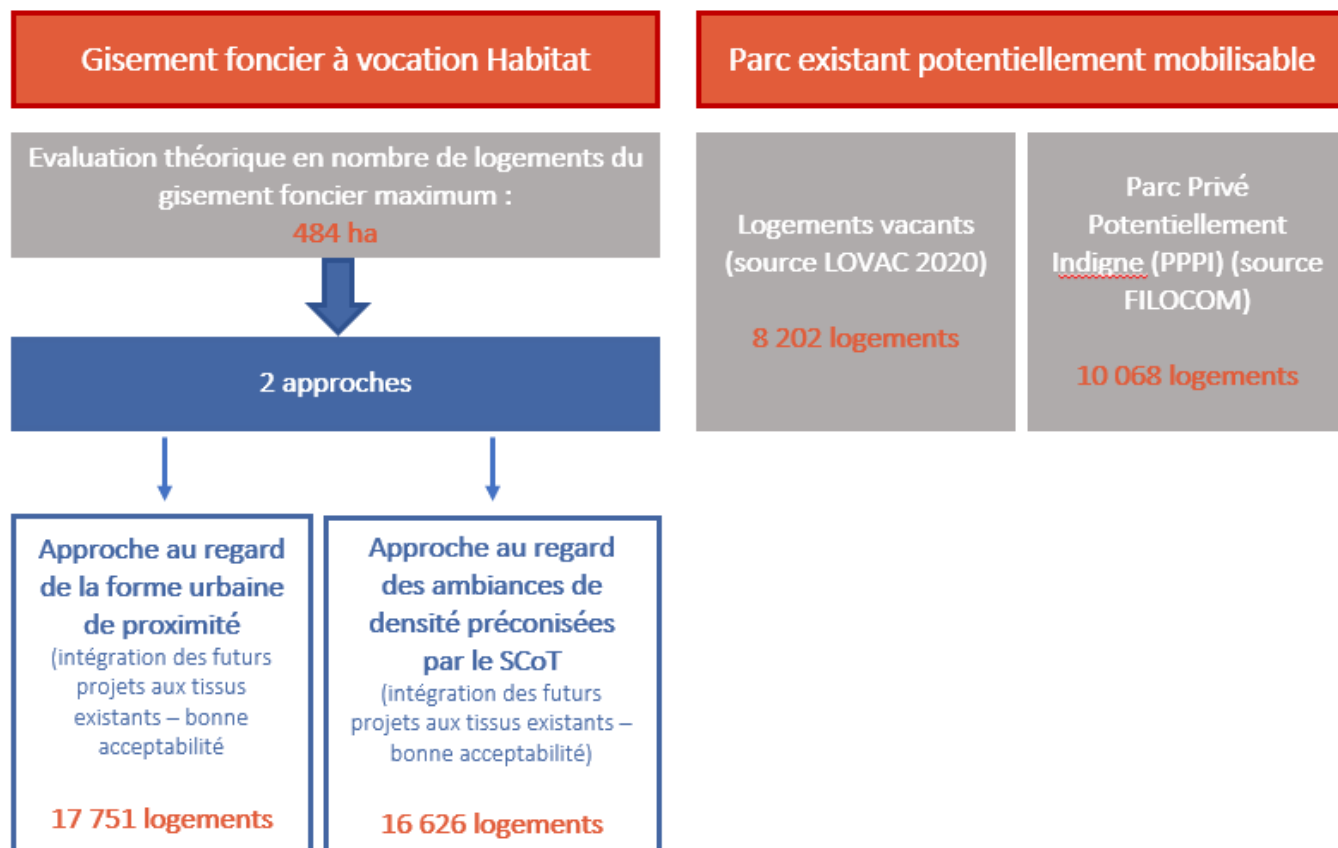 Gisement foncier à vocation Habitat
Evaluation théorique en nombre de logements du
gisement foncier maximum :
484 ha
2 approches
Approche au regard
de la forme urbaine
de proximité
(intégration des futurs
projets aux tissus
existants – bonne
acceptabilité
17 751 logements
Approche au regard
des ambiances de
densité préconisées
par le SCoT
(intégration des futurs
projets aux tissus existants –
bonne acceptabilité)
16 626 logements
Parc existant potentiellement mobilisable
Logements vacants
(source LOVAC 2020)
8 202 logements
Parc Privé
Potentiellement
Indigne (PPPI) (source
FILOCOM)
10 068 logements